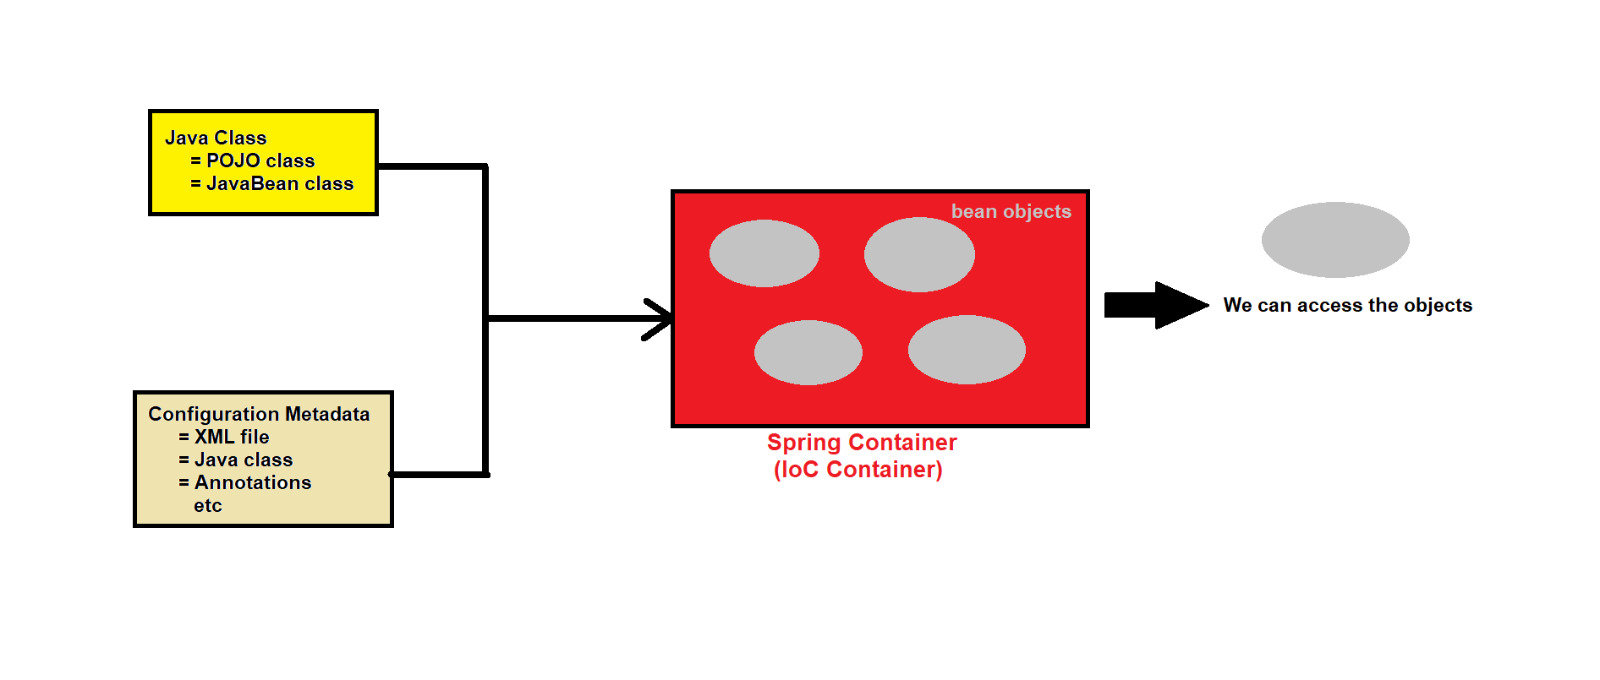 Java Class
= POJO class
= JavaBean class
Configuration Metadata
= XML file
= Java class
= Annotations
etc
bean objects
Spring Container
(IoC Container)
We can access the objects